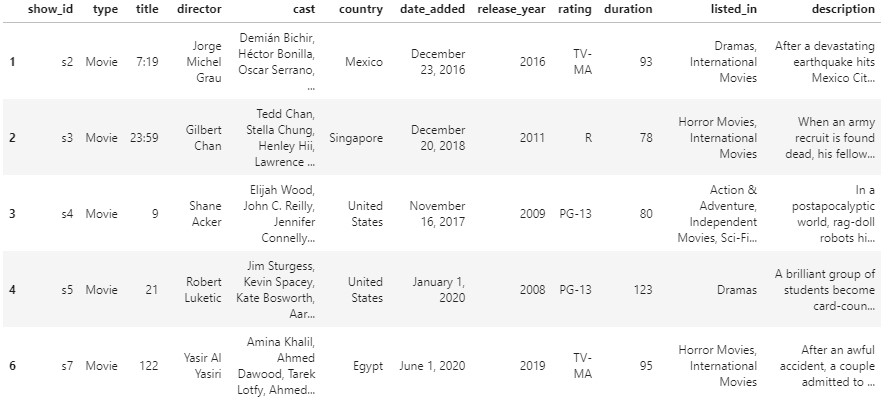 show_id type title director cast country date_added release_year rating duration listed_in description
1 s2 Movie 7:19 Jorge Michel Grau Demián Bichir, Héctor Bonilla, Oscar Serrano, ... Mexico December 23, 2016 2016 TV-MA 93 Dramas, International Movies After a devastating earthquake hits Mexico Cit...
2 s3 Movie 23:59 Gilbert Chan Tedd Chan, Stella Chung, Henley Hii, Lawrence ... Singapore December 20, 2018 2011 R 78 Horror Movies, International Movies When an army recruit is found dead, his fellow...
3 s4 Movie 9 Shane Acker Elijah Wood, John C. Reilly, Jennifer Connelly... United States November 16, 2017 2009 PG-13 80 Action & Adventure, Independent Movies, Sci-Fi... In a postapocalyptic world, rag-doll robots hi...
4 s5 Movie 21 Robert Luketic Jim Sturgess, Kevin Spacey, Kate Bosworth, Aar... United States January 1, 2020 2008 PG-13 123 Dramas A brilliant group of students become card-coun...
6 s7 Movie 122 Yasir Al Yasiri Amina Khalil, Ahmed Dawood, Tarek Lotfy, Ahmed... Egypt June 1, 2020 2019 TV-MA 95 Horror Movies, International Movies After an awful accident, a couple admitted to ...